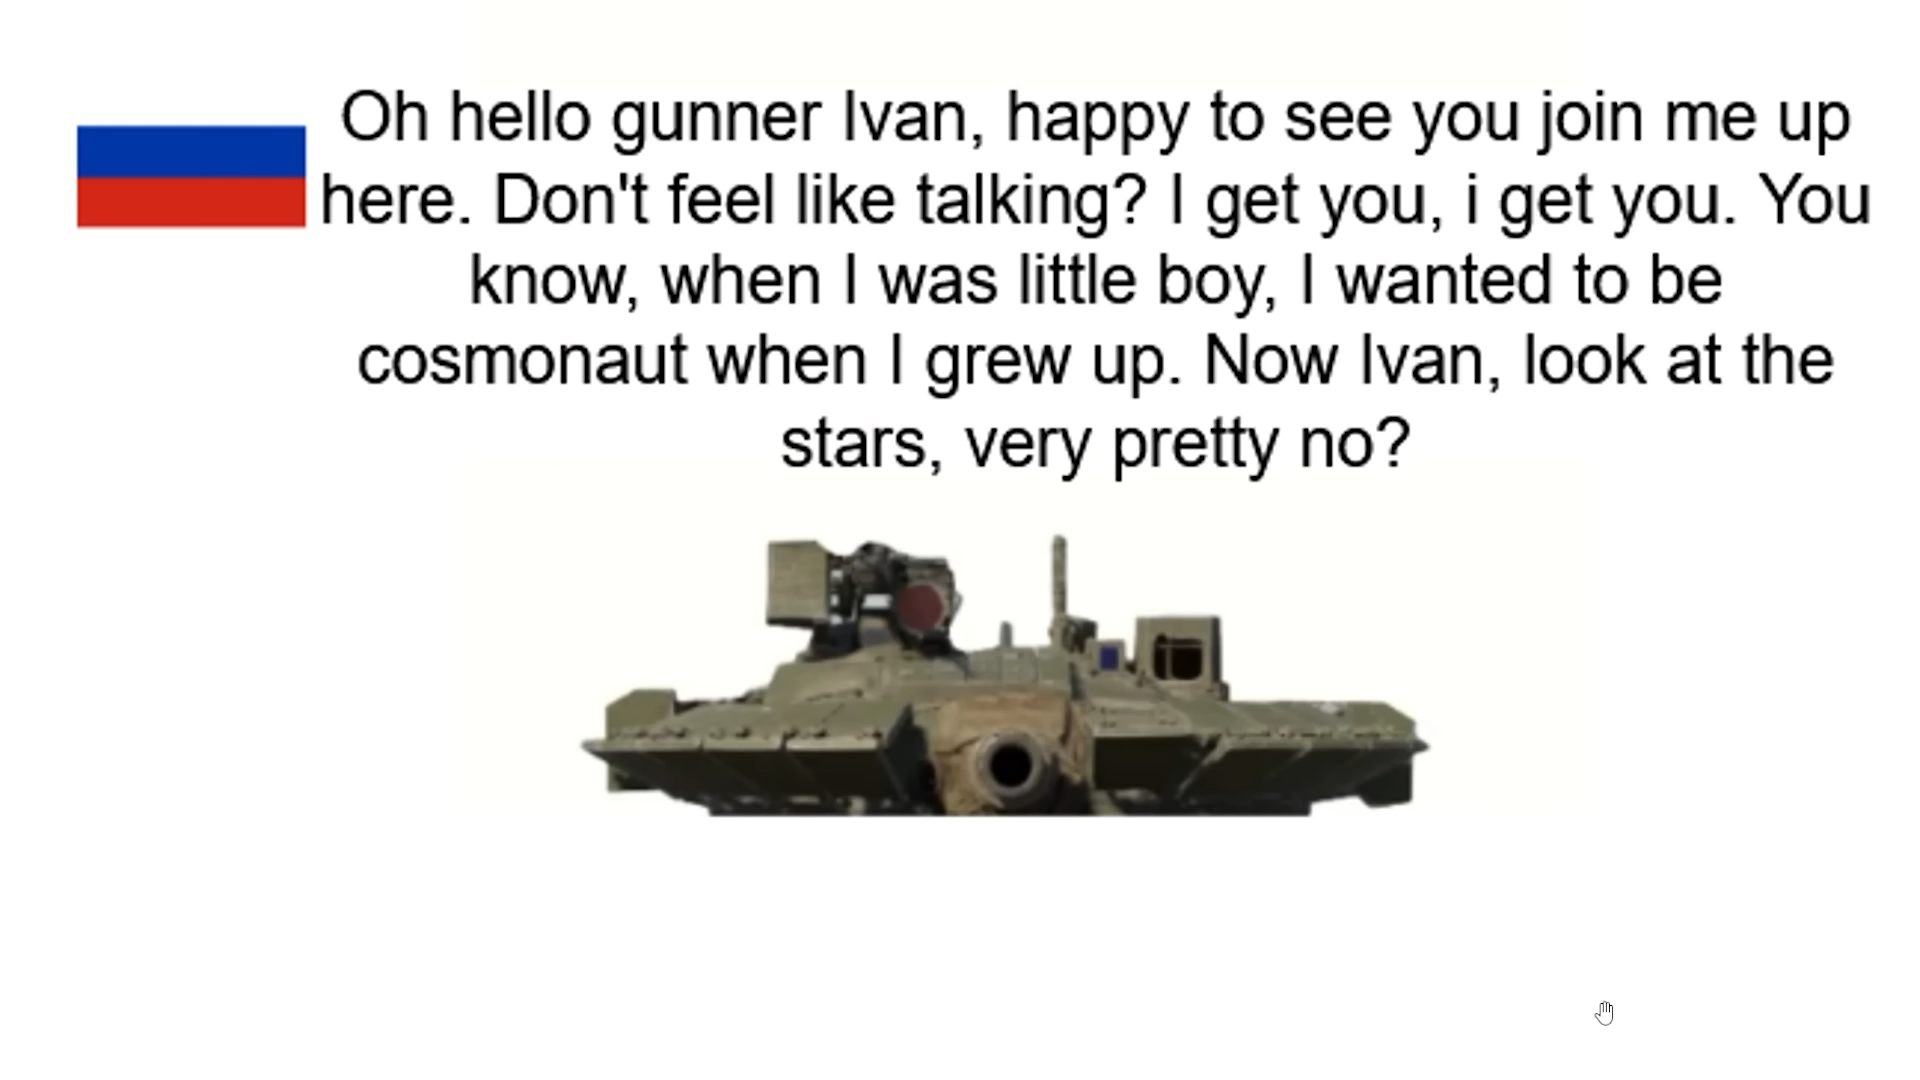 Oh hello gunner Ivan, happy to see you join me up
here. Don't feel like talking? I get you, i get you. You
know, when I was little boy, I wanted to be
cosmonaut when I grew up. Now Ivan, look at the
stars, very pretty no?